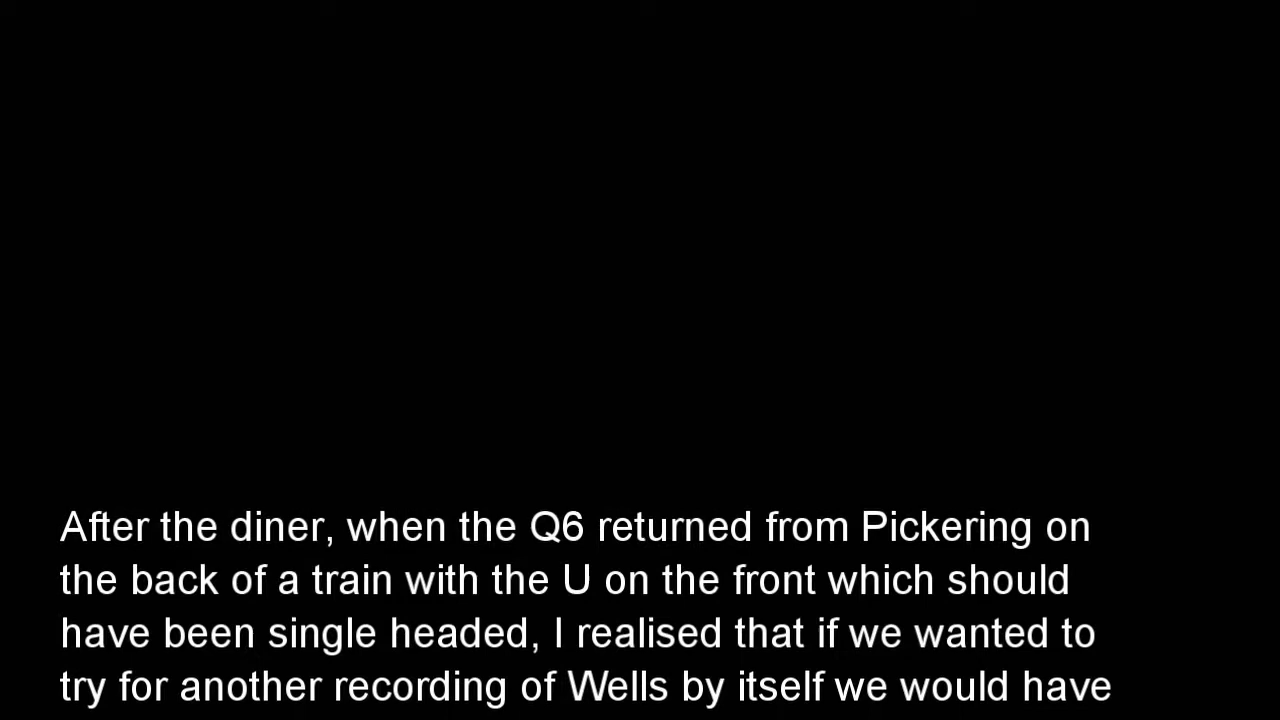 After the diner, when the Q6 returned from Pickering on
the back of a train with the U on the front which should
have been single headed, I realised that if we wanted to
try for another recording of Wells by itself we would have